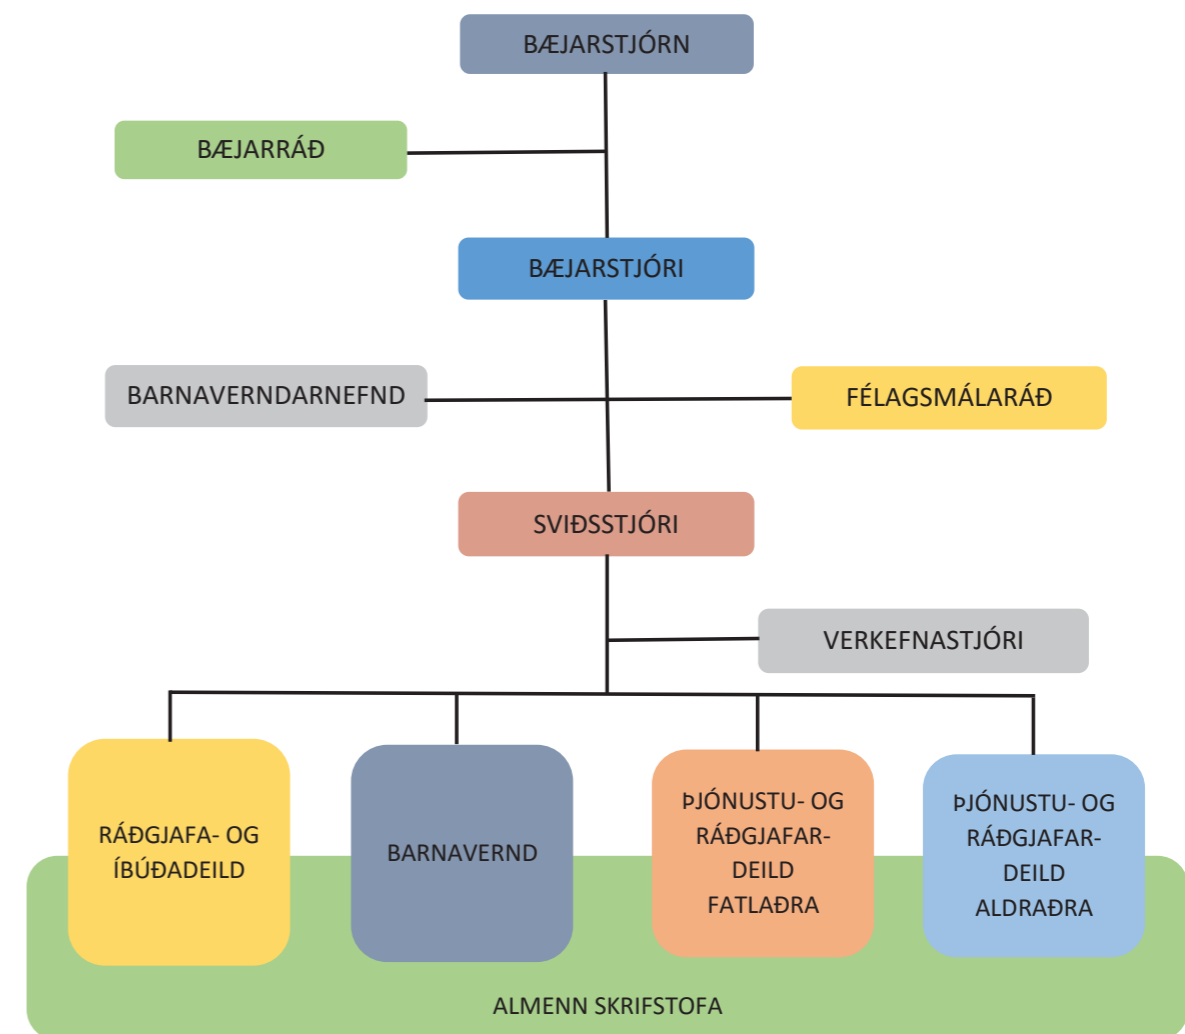 BÆJARSTJÓRN
BÆJARRÁÐ
BÆJARSTJÓRI
BARNAVERNDARNEFND
FÉLAGSMÁLARÁÐ
SVIÐSSTJÓRI
VERKEFNASTJÓRI
RÁÐGJAFA- OG
ÍBÚÐADEILD
BARNAVERND
ÞJÓNUSTU- OG
RÁÐGJAFAR-
DEILD
FATLAÐRA
ÞJÓNUSTU- OG
RÁÐGJAFAR-
DEILD
ALDRAÐRA
ALMENN SKRIFSTOFA